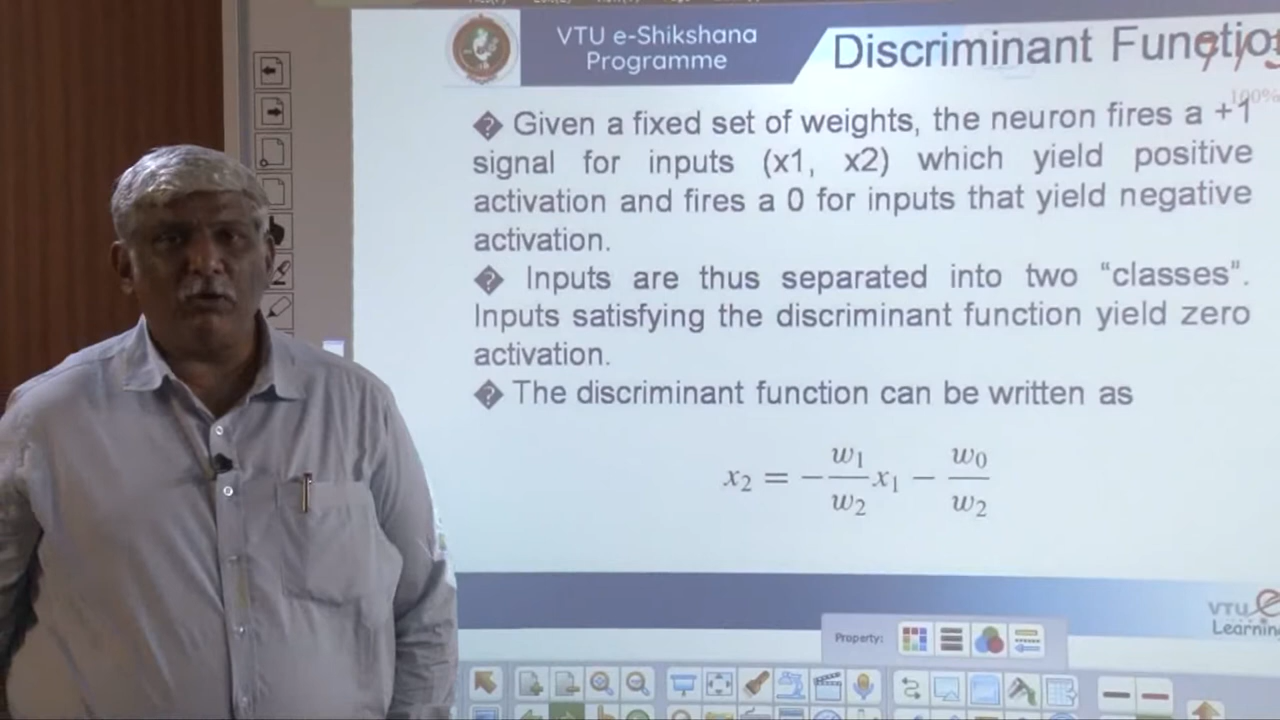 VTU e-Shikshana
Programme
Discriminant Functio
100%
� Given a fixed set of weights, the neuron fires a +1
signal for inputs (x1, x2) which yield positive
activation and fires a 0 for inputs that yield negative
activation.
� Inputs are thus separated into two “classes”.
Inputs satisfying the discriminant function yield zero
activation.
� The discriminant function can be written as
x₂ = −w₁/w₂ x₁ − w₀/w₂
VTU e
Learnin
Property: